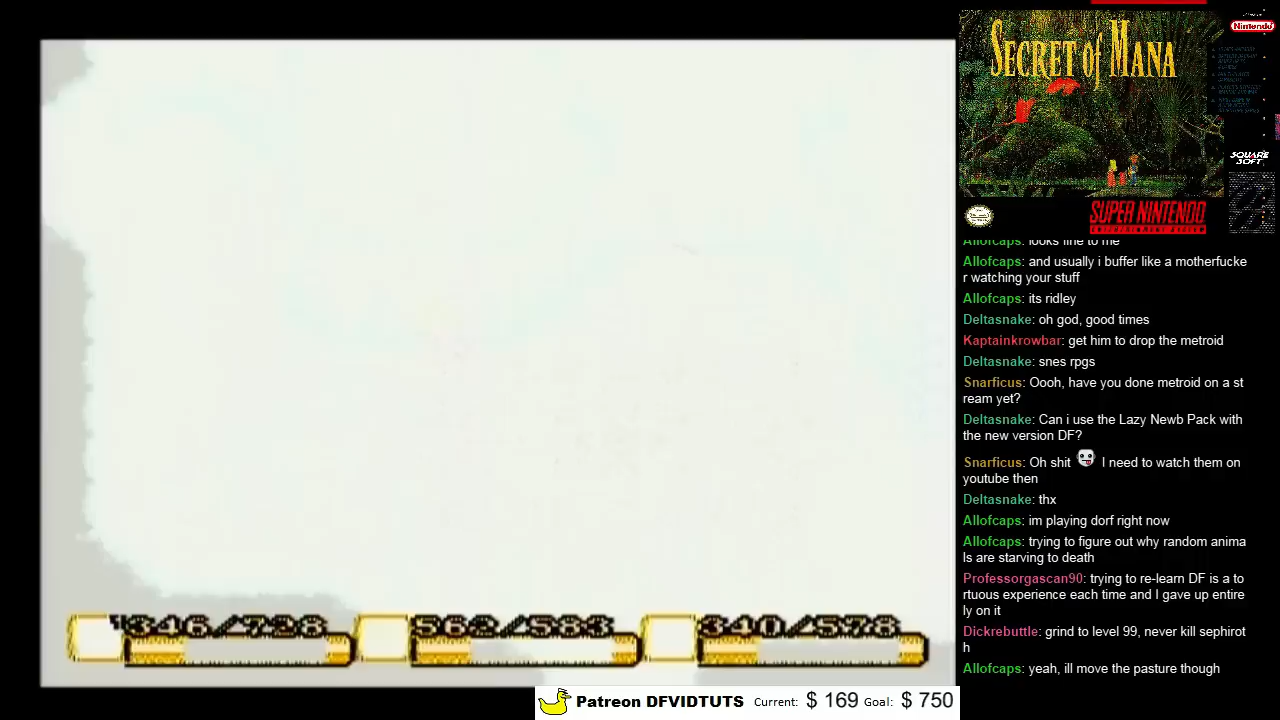 SECRET of MANA
Nintendo
SQUARE
SOFT
SUPER NINTENDO
ENTERTAINMENT SYSTEM
Allofcaps: looks fine to me
Allofcaps: and usually i buffer like a motherfucke
r watching your stuff
Allofcaps: its ridley
Deltasnake: oh god, good times
Kaptainkrowbar: get him to drop the metroid
Deltasnake: snes rpgs
Snarficus: Oooh, have you done metroid on a st
ream yet?
Deltasnake: Can i use the Lazy Newb Pack with
the new version DF?
Snarficus: Oh shit I need to watch them on
youtube then
Deltasnake: thx
Allofcaps: im playing dorf right now
Allofcaps: trying to figure out why random anima
ls are starving to death
Professorgascan90: trying to re-learn DF is a to
rtuous experience each time and I gave up entire
ly on it
Dickrebuttle: grind to level 99, never kill sephirot
h
Allofcaps: yeah, ill move the pasture though
346/728 562/583 340/578
Patreon DFVIDTUTS Current: $ 169 Goal: $ 750